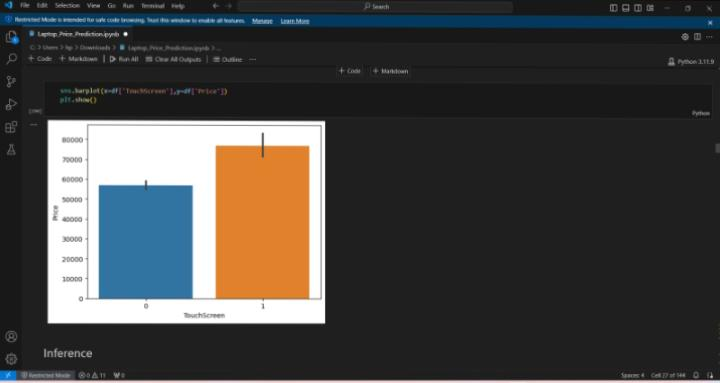 File Edit Selection View Go Run Terminal Help
Search
Restricted Mode is intended for safe code browsing. Trust this window to enable all features. Manage Learn More
Laptop_Price_Prediction.ipynb
C: > Users > hp > Downloads > Laptop_Price_Prediction.ipynb > ...
+ Code + Markdown Run All Clear All Outputs Outline ...
Python 3.11.9
+ Code + Markdown
sns.barplot(x=df['TouchScreen'],y=df['Price'])
plt.show()
Python
80000
70000
60000
50000
40000
30000
20000
10000
0
Price
0 1
TouchScreen
Inference
Restricted Mode 0 11 0
Spaces: 4 Cell 27 of 144